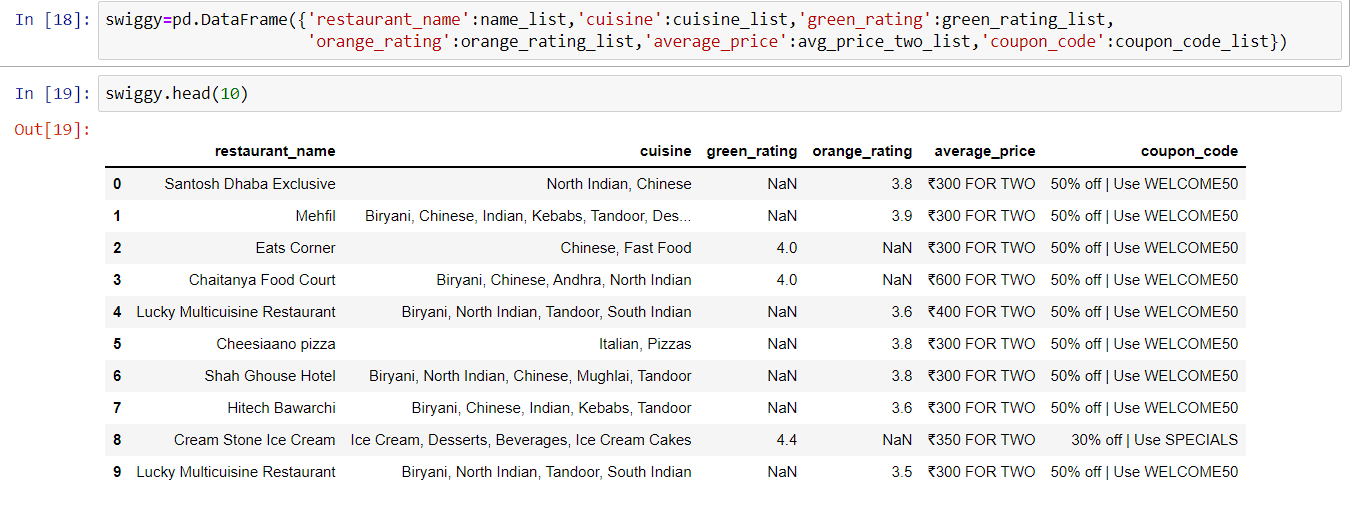 In [18]: swiggy=pd.DataFrame({'restaurant_name':name_list,'cuisine':cuisine_list,'green_rating':green_rating_list,
'orange_rating':orange_rating_list,'average_price':avg_price_two_list,'coupon_code':coupon_code_list})
In [19]: swiggy.head(10)
Out[19]:
restaurant_name cuisine green_rating orange_rating average_price coupon_code
0 Santosh Dhaba Exclusive North Indian, Chinese NaN 3.8 ₹300 FOR TWO 50% off | Use WELCOME50
1 Mehfil Biryani, Chinese, Indian, Kebabs, Tandoor, Des... NaN 3.9 ₹300 FOR TWO 50% off | Use WELCOME50
2 Eats Corner Chinese, Fast Food 4.0 NaN ₹300 FOR TWO 50% off | Use WELCOME50
3 Chaitanya Food Court Biryani, Chinese, Andhra, North Indian 4.0 NaN ₹600 FOR TWO 50% off | Use WELCOME50
4 Lucky Multicuisine Restaurant Biryani, North Indian, Tandoor, South Indian NaN 3.6 ₹400 FOR TWO 50% off | Use WELCOME50
5 Cheesiaano pizza Italian, Pizzas NaN 3.8 ₹300 FOR TWO 50% off | Use WELCOME50
6 Shah Ghouse Hotel Biryani, North Indian, Chinese, Mughlai, Tandoor NaN 3.8 ₹300 FOR TWO 50% off | Use WELCOME50
7 Hitech Bawarchi Biryani, Chinese, Indian, Kebabs, Tandoor NaN 3.6 ₹300 FOR TWO 50% off | Use WELCOME50
8 Cream Stone Ice Cream Ice Cream, Desserts, Beverages, Ice Cream Cakes 4.4 NaN ₹350 FOR TWO 30% off | Use SPECIALS
9 Lucky Multicuisine Restaurant Biryani, North Indian, Tandoor, South Indian NaN 3.5 ₹300 FOR TWO 50% off | Use WELCOME50